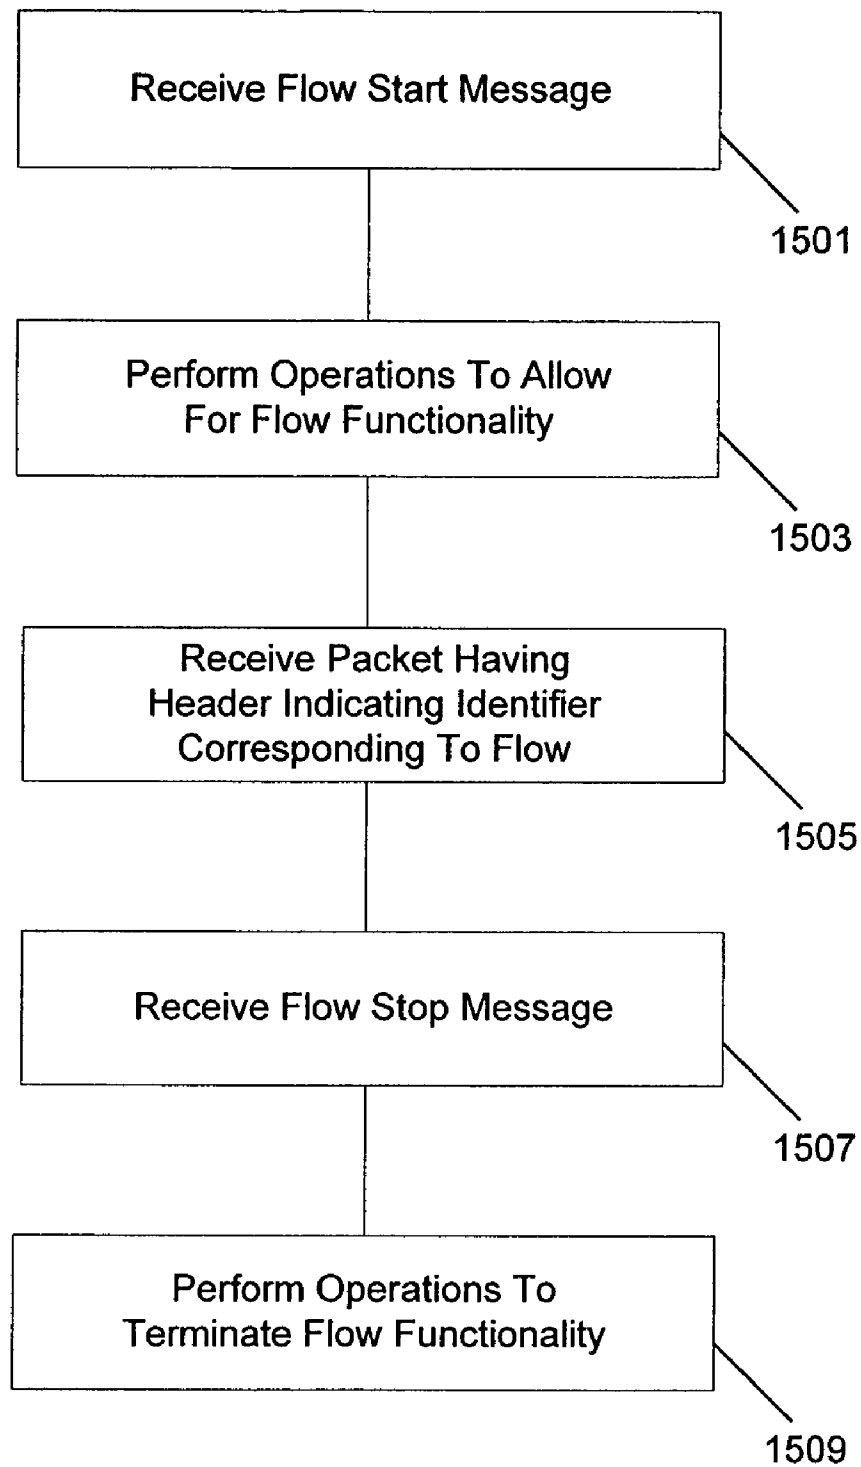 Receive Flow Start Message
1501
Perform Operations To Allow
For Flow Functionality
1503
Receive Packet Having
Header Indicating Identifier
Corresponding To Flow
1505
Receive Flow Stop Message
1507
Perform Operations To
Terminate Flow Functionality
1509